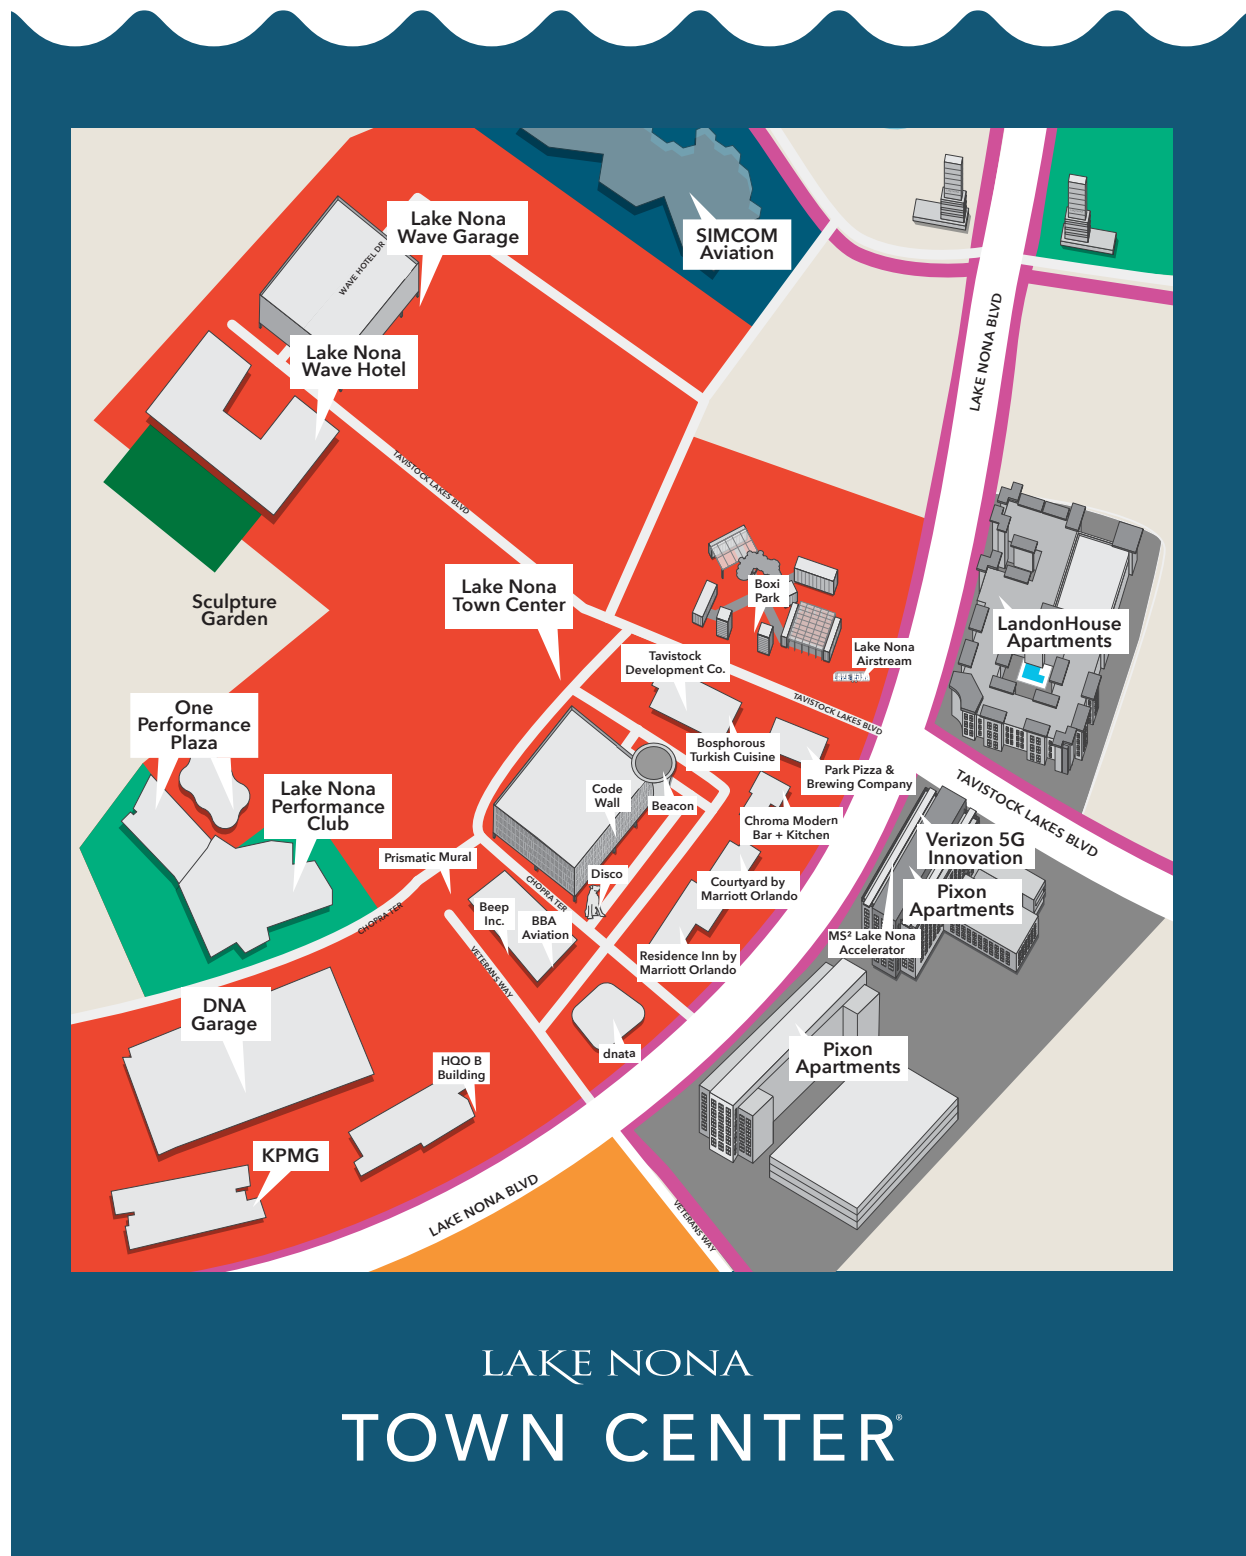 Lake Nona
Wave Garage
SIMCOM
Aviation
WAVE HOTEL DR
Lake Nona
Wave Hotel
LAKE NONA BLVD
TAVISTOCK LAKES BLVD
Lake Nona
Town Center
Boxi
Park
Sculpture
Garden
LandonHouse
Apartments
Lake Nona
Airstream
Tavistock
Development Co.
TAVISTOCK LAKES BLVD
One
Performance
Plaza
Bosphorous
Turkish Cuisine
Park Pizza &
Brewing Company
TAVISTOCK LAKES BLVD
Lake Nona
Performance
Club
Code
Wall
Beacon
Chroma Modern
Bar + Kitchen
Verizon 5G
Innovation
Prismatic Mural
Disco
Courtyard by
Marriott Orlando
Pixon
Apartments
CHOPRA TER
CHOPRA TER
Beep
Inc.
BBA
Aviation
MS² Lake Nona
Accelerator
Residence Inn by
Marriott Orlando
VETERANS WAY
DNA
Garage
dnata
HQO B
Building
Pixon
Apartments
KPMG
LAKE NONA BLVD
VETERANS WAY
LAKE NONA
TOWN CENTER®